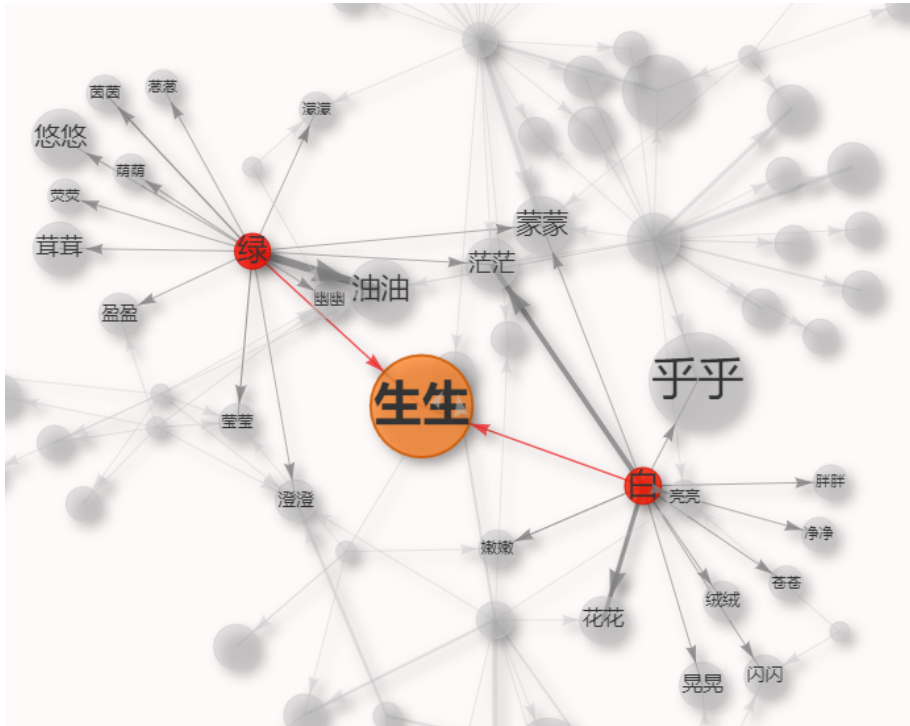 茵茵
葱葱
濛濛
悠悠
萌萌
荧荧
蒙蒙
茸茸
绿
茫茫
幽幽
油油
盈盈
乎乎
生生
莹莹
白
亮亮
胖胖
澄澄
净净
嫩嫩
苍苍
绒绒
花花
闪闪
晃晃